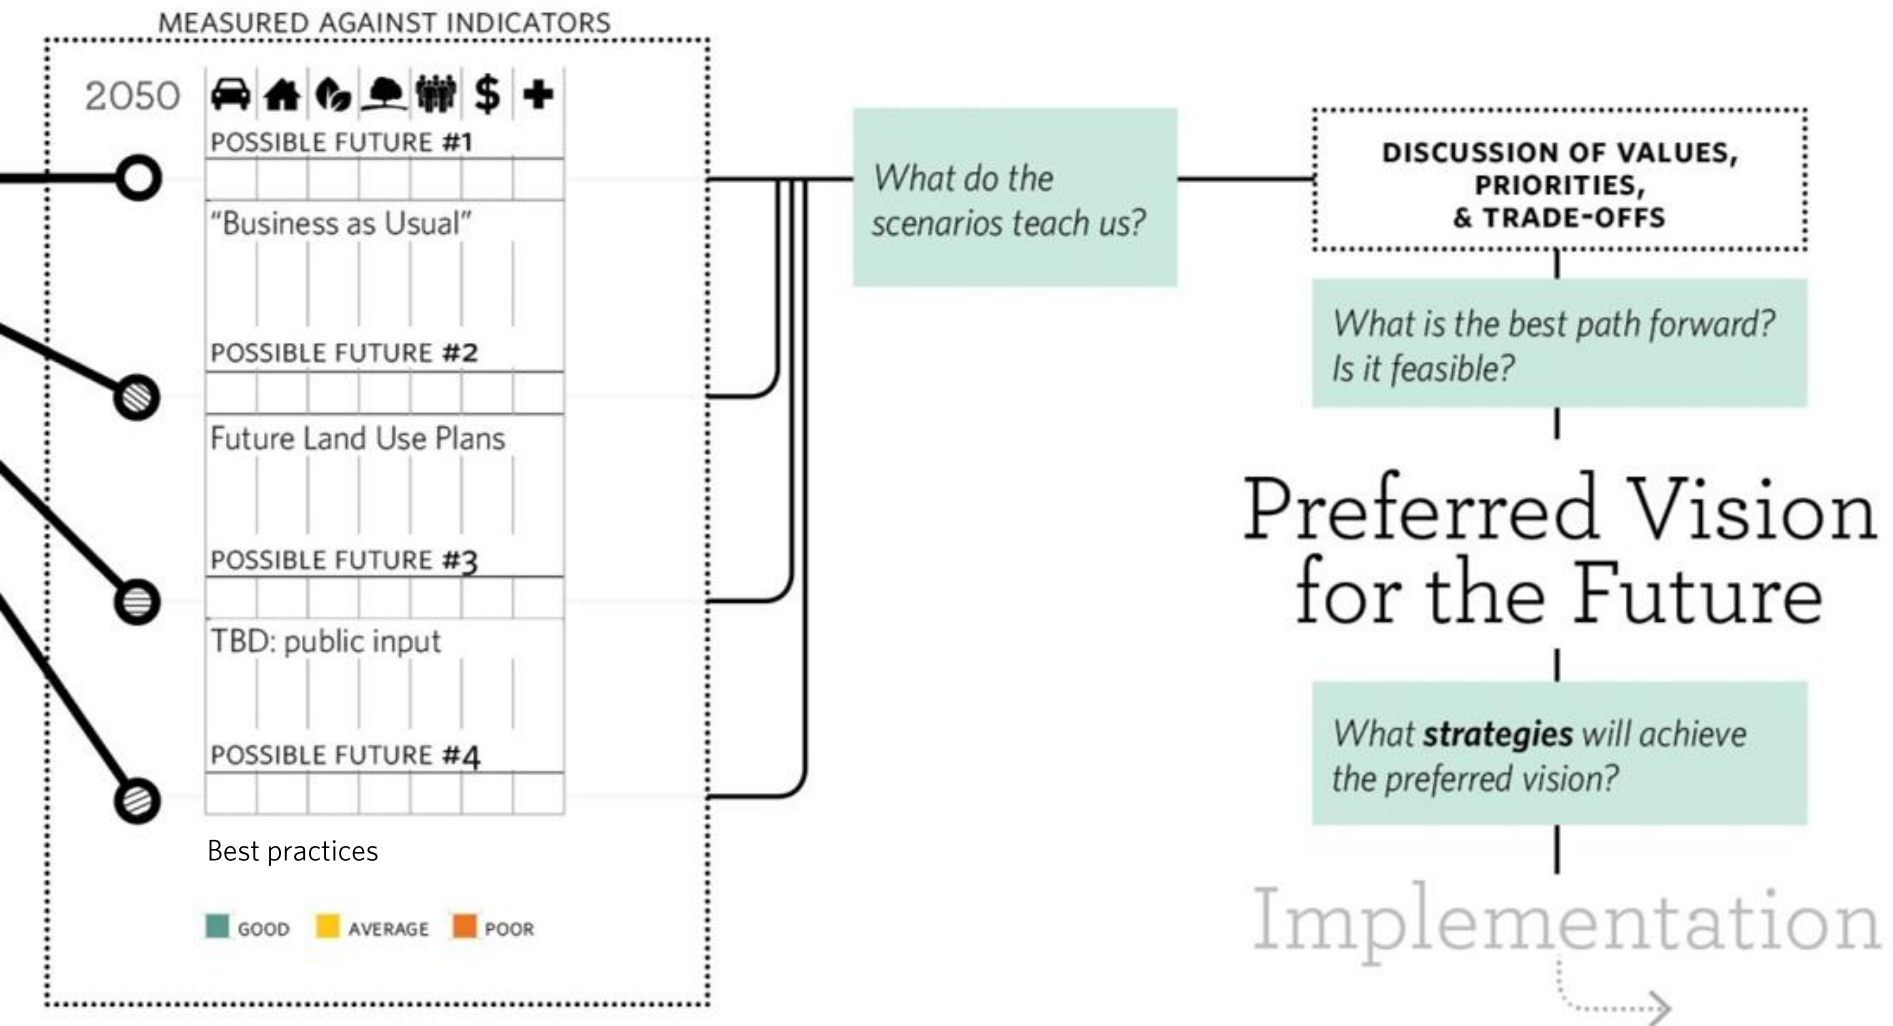 MEASURED AGAINST INDICATORS
2050
$
POSSIBLE FUTURE #1
“Business as Usual”
POSSIBLE FUTURE #2
Future Land Use Plans
POSSIBLE FUTURE #3
TBD: public input
POSSIBLE FUTURE #4
Best practices
GOOD AVERAGE POOR
What do the
scenarios teach us?
DISCUSSION OF VALUES,
PRIORITIES,
& TRADE-OFFS
What is the best path forward?
Is it feasible?
Preferred Vision
for the Future
What strategies will achieve
the preferred vision?
Implementation